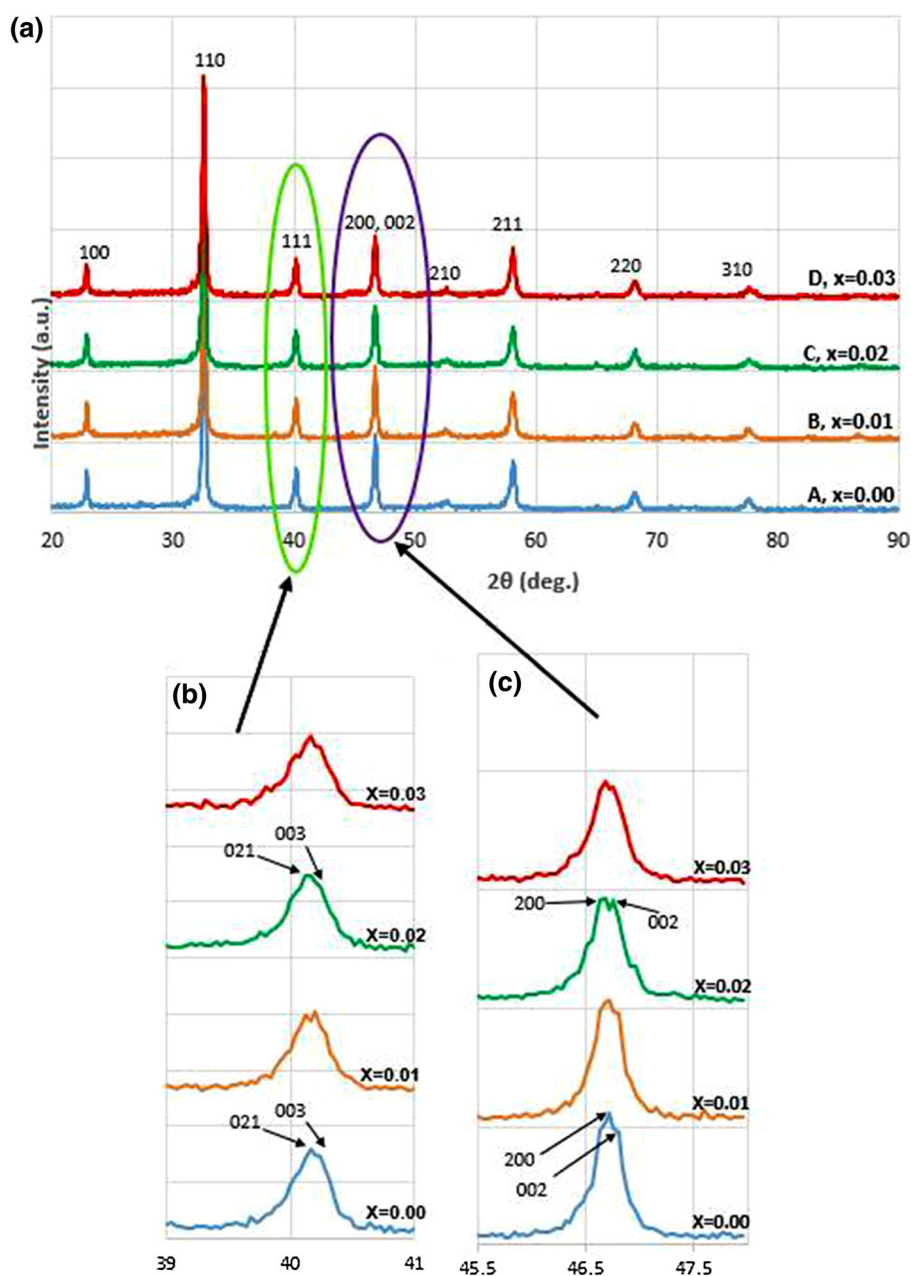 (a)
110
100
111
200, 002
210
211
220
310
D, x=0.03
C, x=0.02
B, x=0.01
A, x=0.00
Intensity (a.u.)
20 30 40 50 60 70 80 90
2θ (deg.)
(b)
X=0.03
003
021
X=0.02
X=0.01
003
021
X=0.00
39 40 41
(c)
X=0.03
200
002
X=0.02
X=0.01
200
002
X=0.00
45.5 46.5 47.5